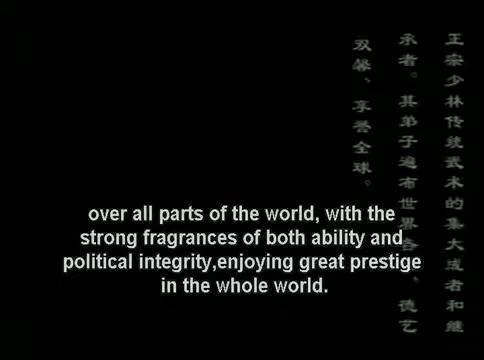 王宗少林传统武术的集大成者和继
承者。其弟子遍布世界各、德艺
双馨、享誉全球。
over all parts of the world, with the
strong fragrances of both ability and
political integrity,enjoying great prestige
in the whole world.